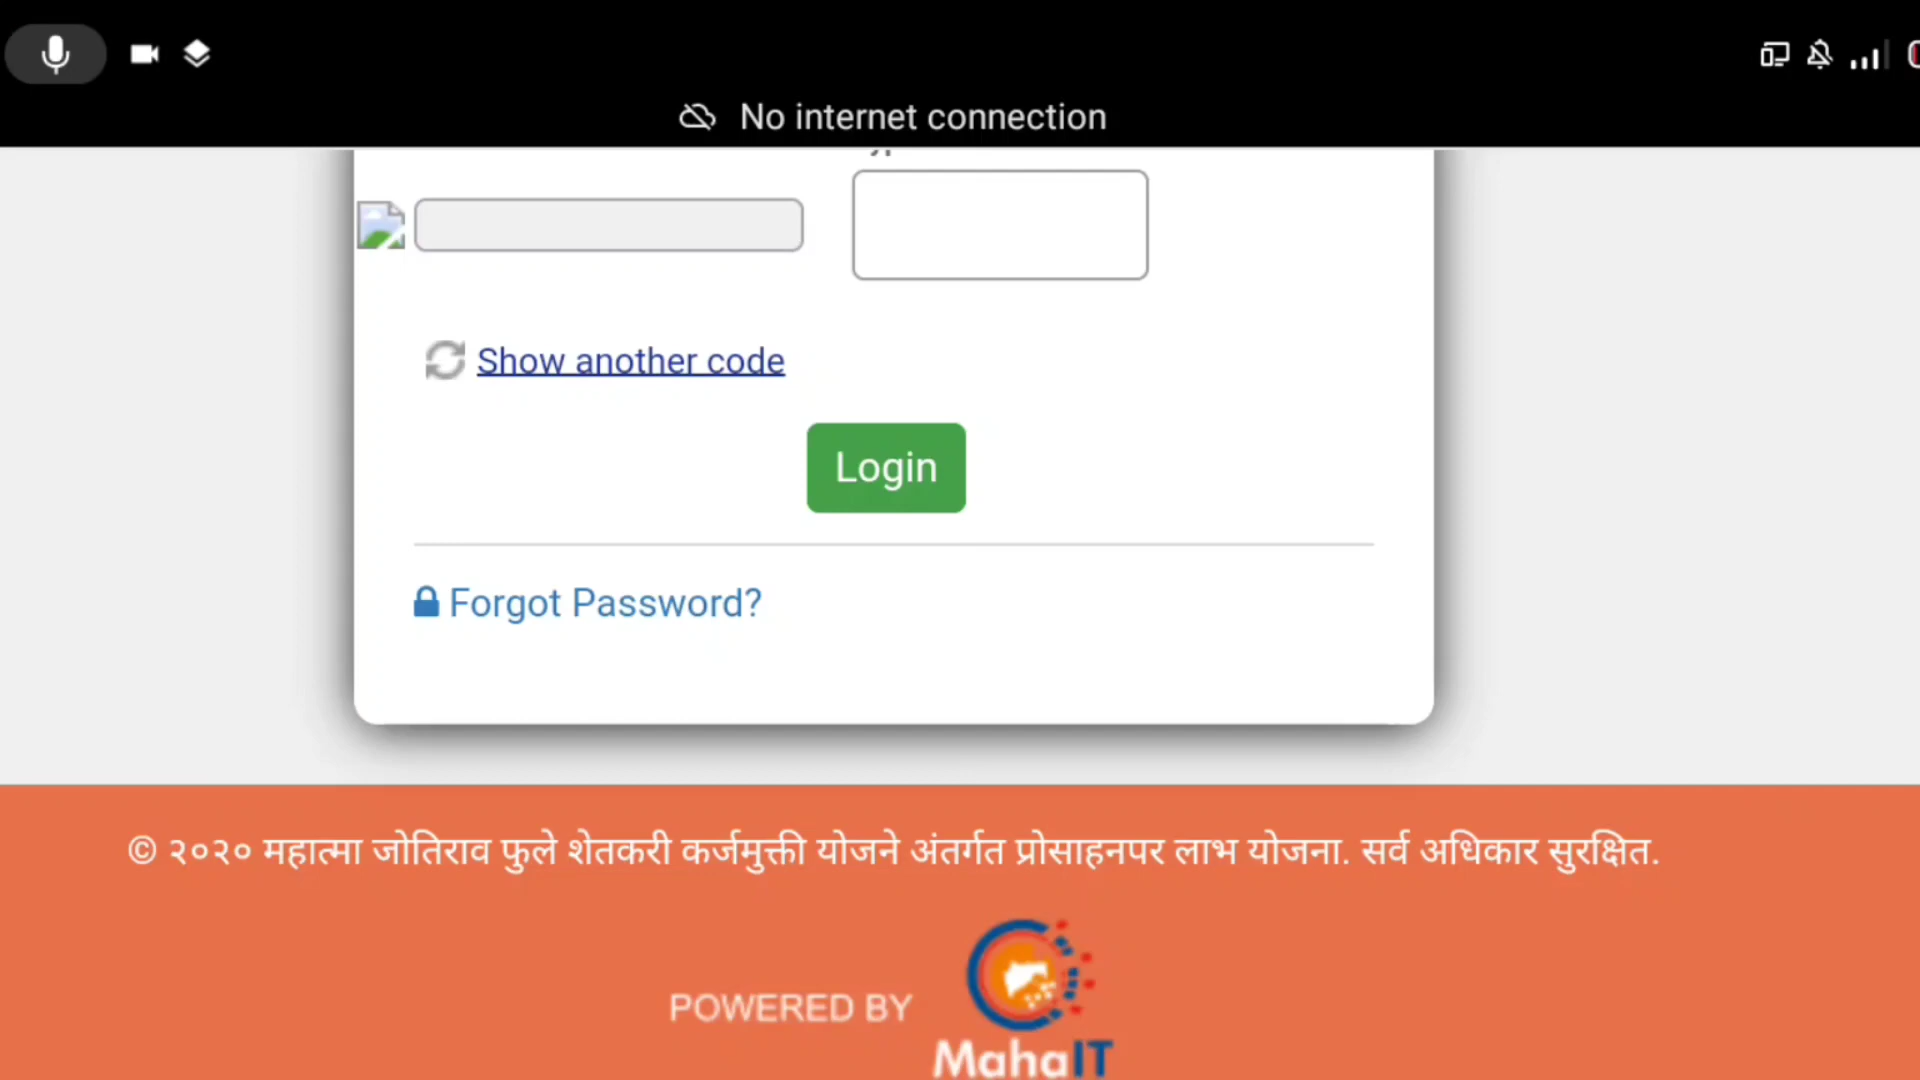 No internet connection
Show another code
Login
Forgot Password?
© २०२० महात्मा जोतिराव फुले शेतकरी कर्जमुक्ती योजने अंतर्गत प्रोसाहनपर लाभ योजना. सर्व अधिकार सुरक्षित.
POWERED BY
MahaIT